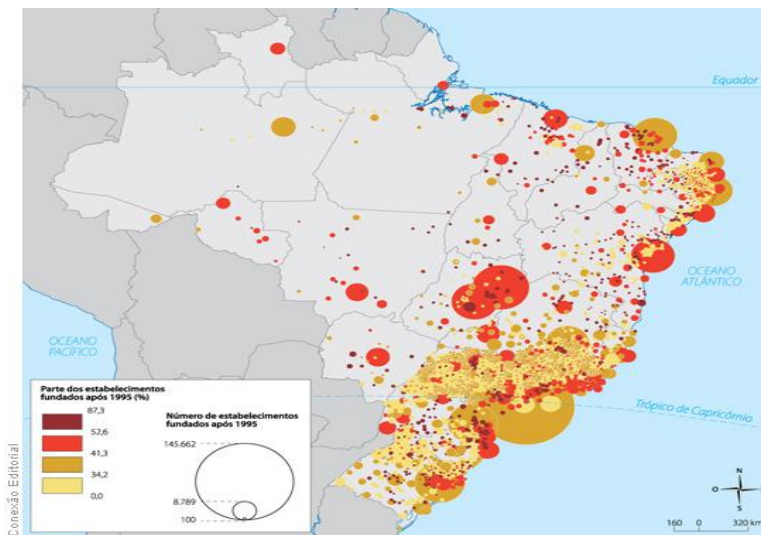 Equador
OCEANO
ATLÂNTICO
OCEANO
PACÍFICO
Trópico de Capricórnio
Parte dos estabelecimentos
fundados após 1995 (%)
87,3
52,6
41,3
34,2
0,0
Número de estabelecimentos
fundados após 1995
145.662
8.789
100
N
O
L
S
160 0 320 km
Conexão Editorial